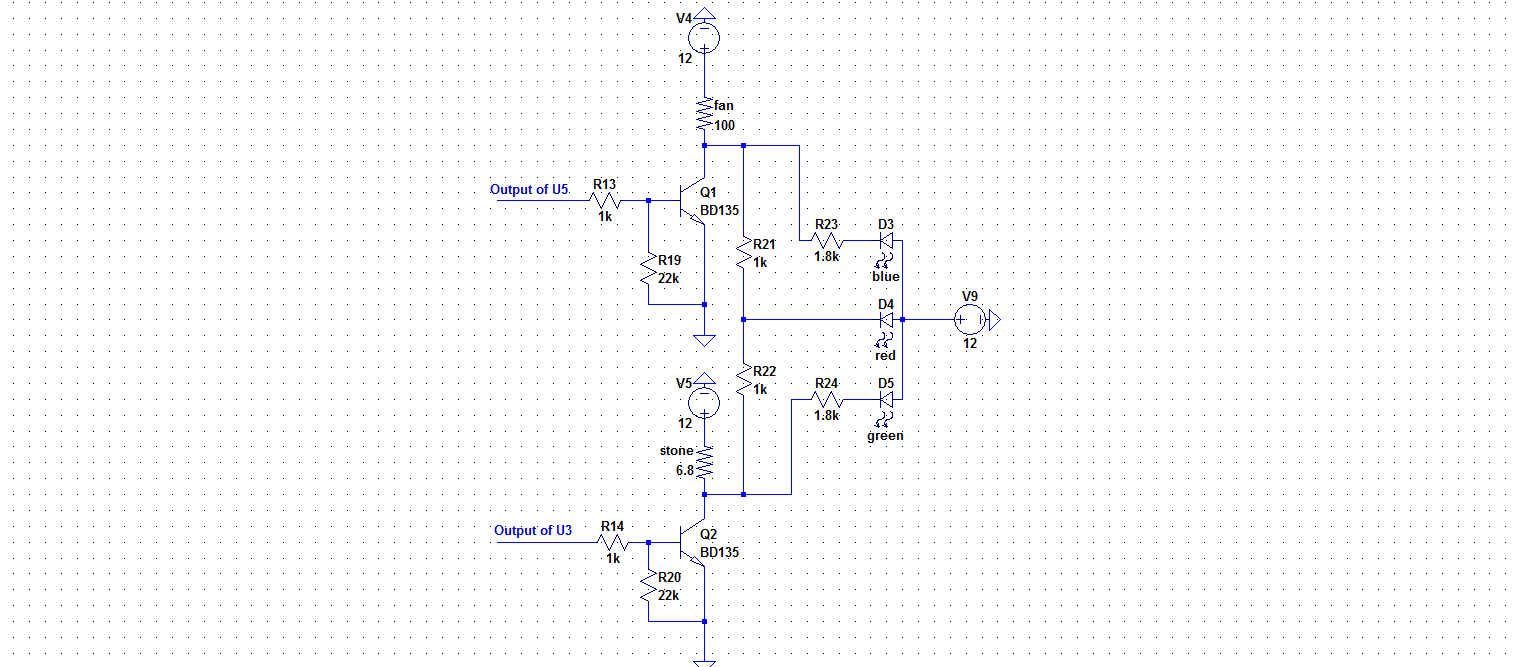 V4
12
fan
100
Output of U5
R13
1k
Q1
BD135
R19
22k
R21
1k
R23
1.8k
D3
blue
D4
red
V9
12
R22
1k
V5
12
stone
6.8
R24
1.8k
D5
green
Output of U3
R14
1k
Q2
BD135
R20
22k